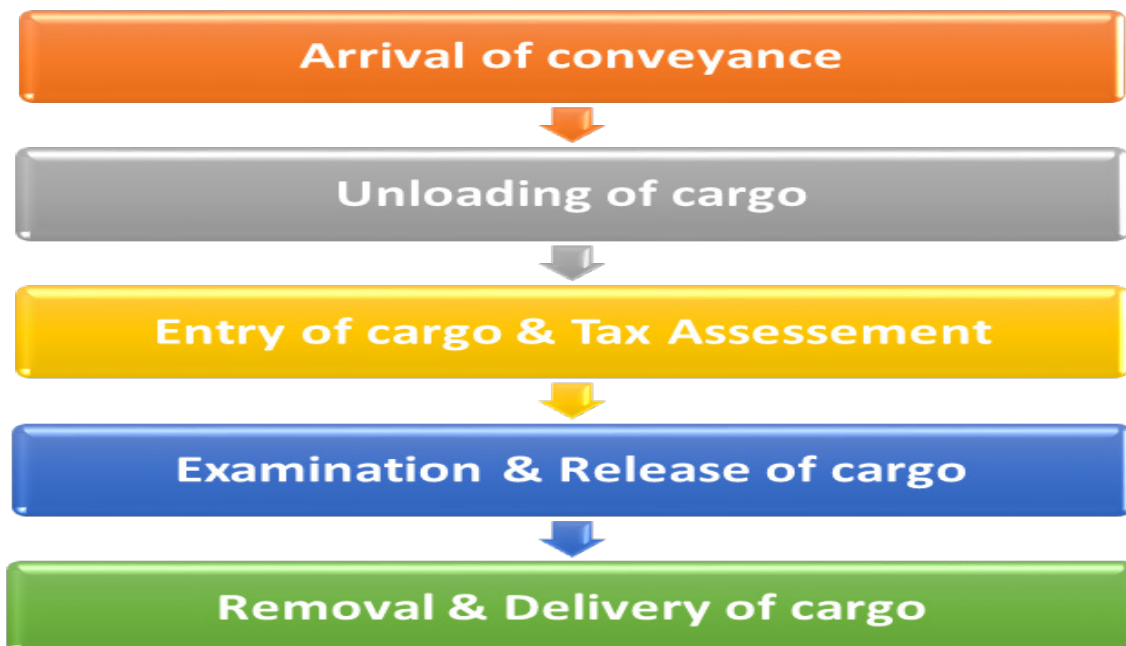 Arrival of conveyance
Unloading of cargo
Entry of cargo & Tax Assessement
Examination & Release of cargo
Removal & Delivery of cargo